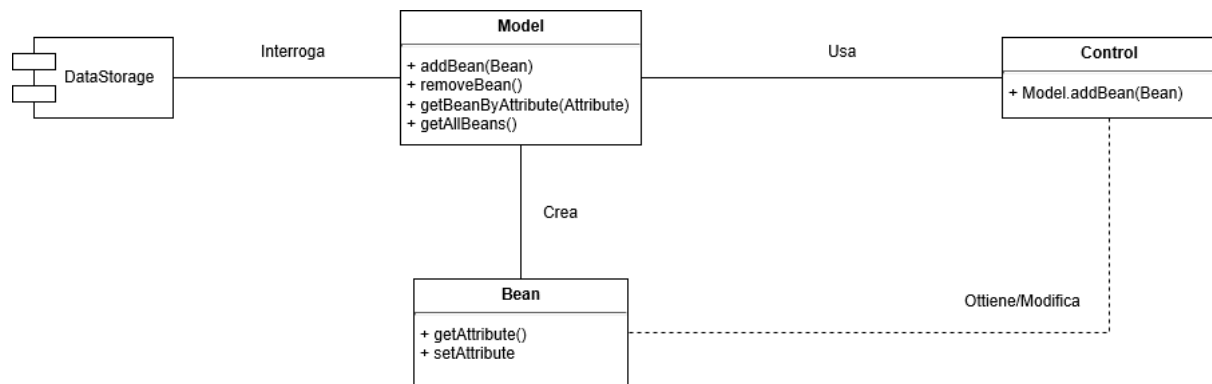 Model
Interroga
Usa
Control
DataStorage
+ addBean(Bean)
+ removeBean()
+ getBeanByAttribute(Attribute)
+ getAllBeans()
+ Model.addBean(Bean)
Crea
Bean
Ottiene/Modifica
+ getAttribute()
+ setAttribute